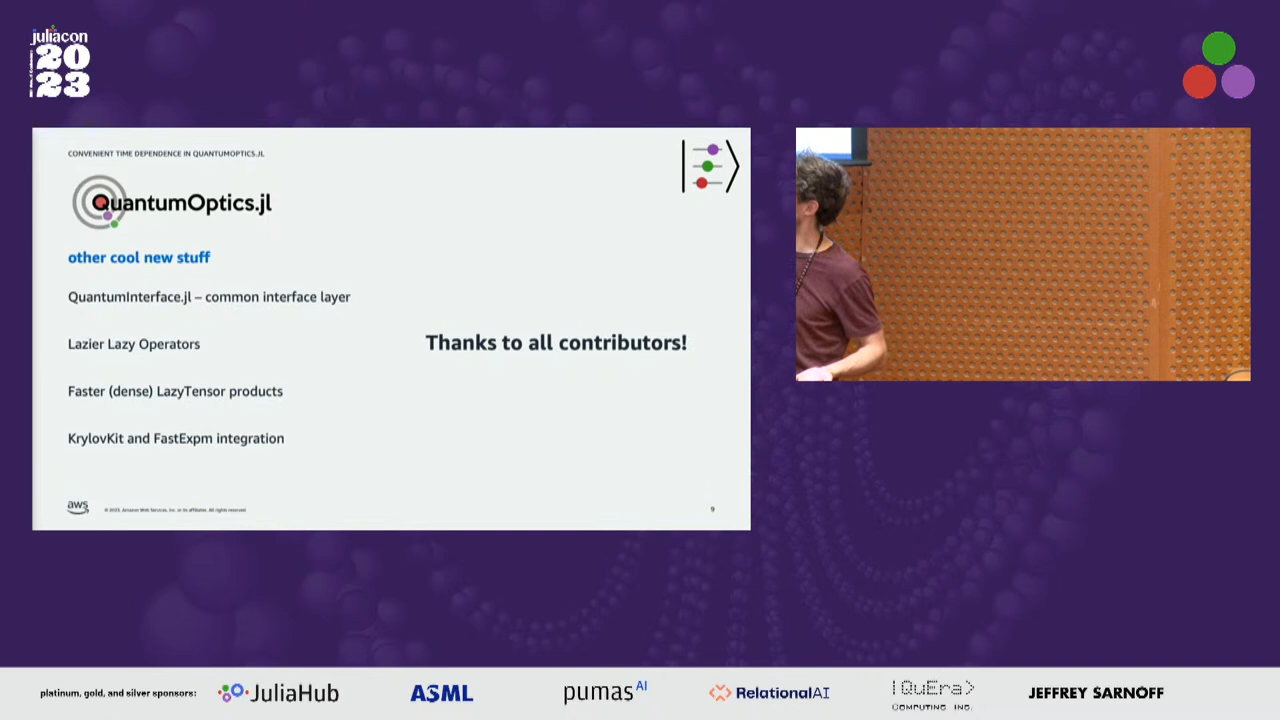 juliacon
2023
CONVENIENT TIME DEPENDENCE IN QUANTUMOPTICS.JL
QuantumOptics.jl
other cool new stuff
QuantumInterface.jl – common interface layer
Lazier Lazy Operators
Thanks to all contributors!
Faster (dense) LazyTensor products
KrylovKit and FastExpm integration
aws
© 2023, Amazon Web Services, Inc. or its affiliates. All rights reserved.
9
platinum, gold, and silver sponsors:
JuliaHub
ASML
pumasAI
RelationalAI
|QuEra>
COMPUTING INC.
JEFFREY SARNOFF